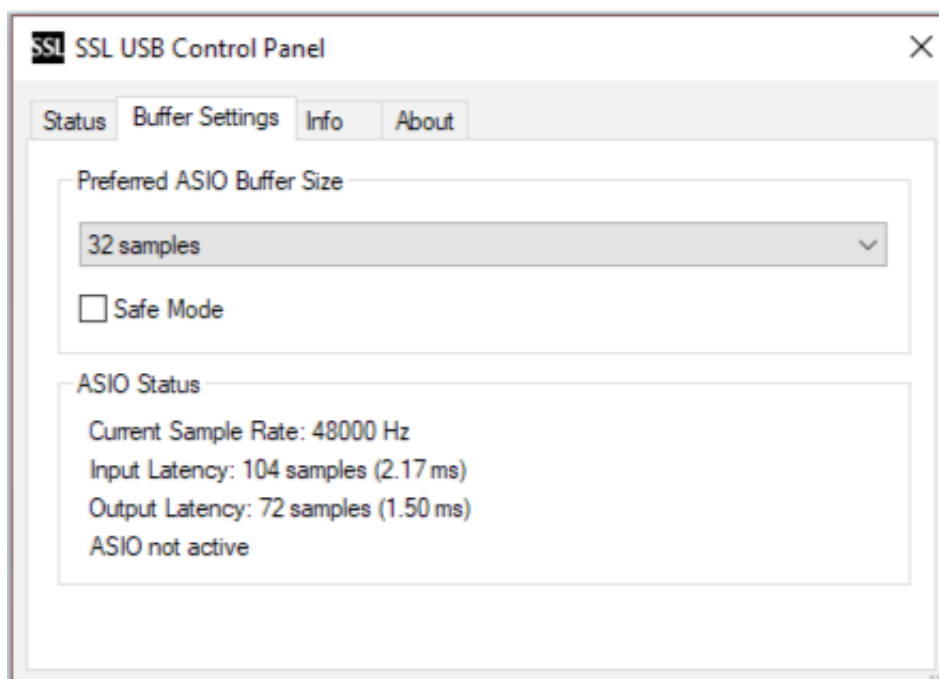 SSL SSL USB Control Panel
Status Buffer Settings Info About
Preferred ASIO Buffer Size
32 samples
Safe Mode
ASIO Status
Current Sample Rate: 48000 Hz
Input Latency: 104 samples (2.17 ms)
Output Latency: 72 samples (1.50 ms)
ASIO not active